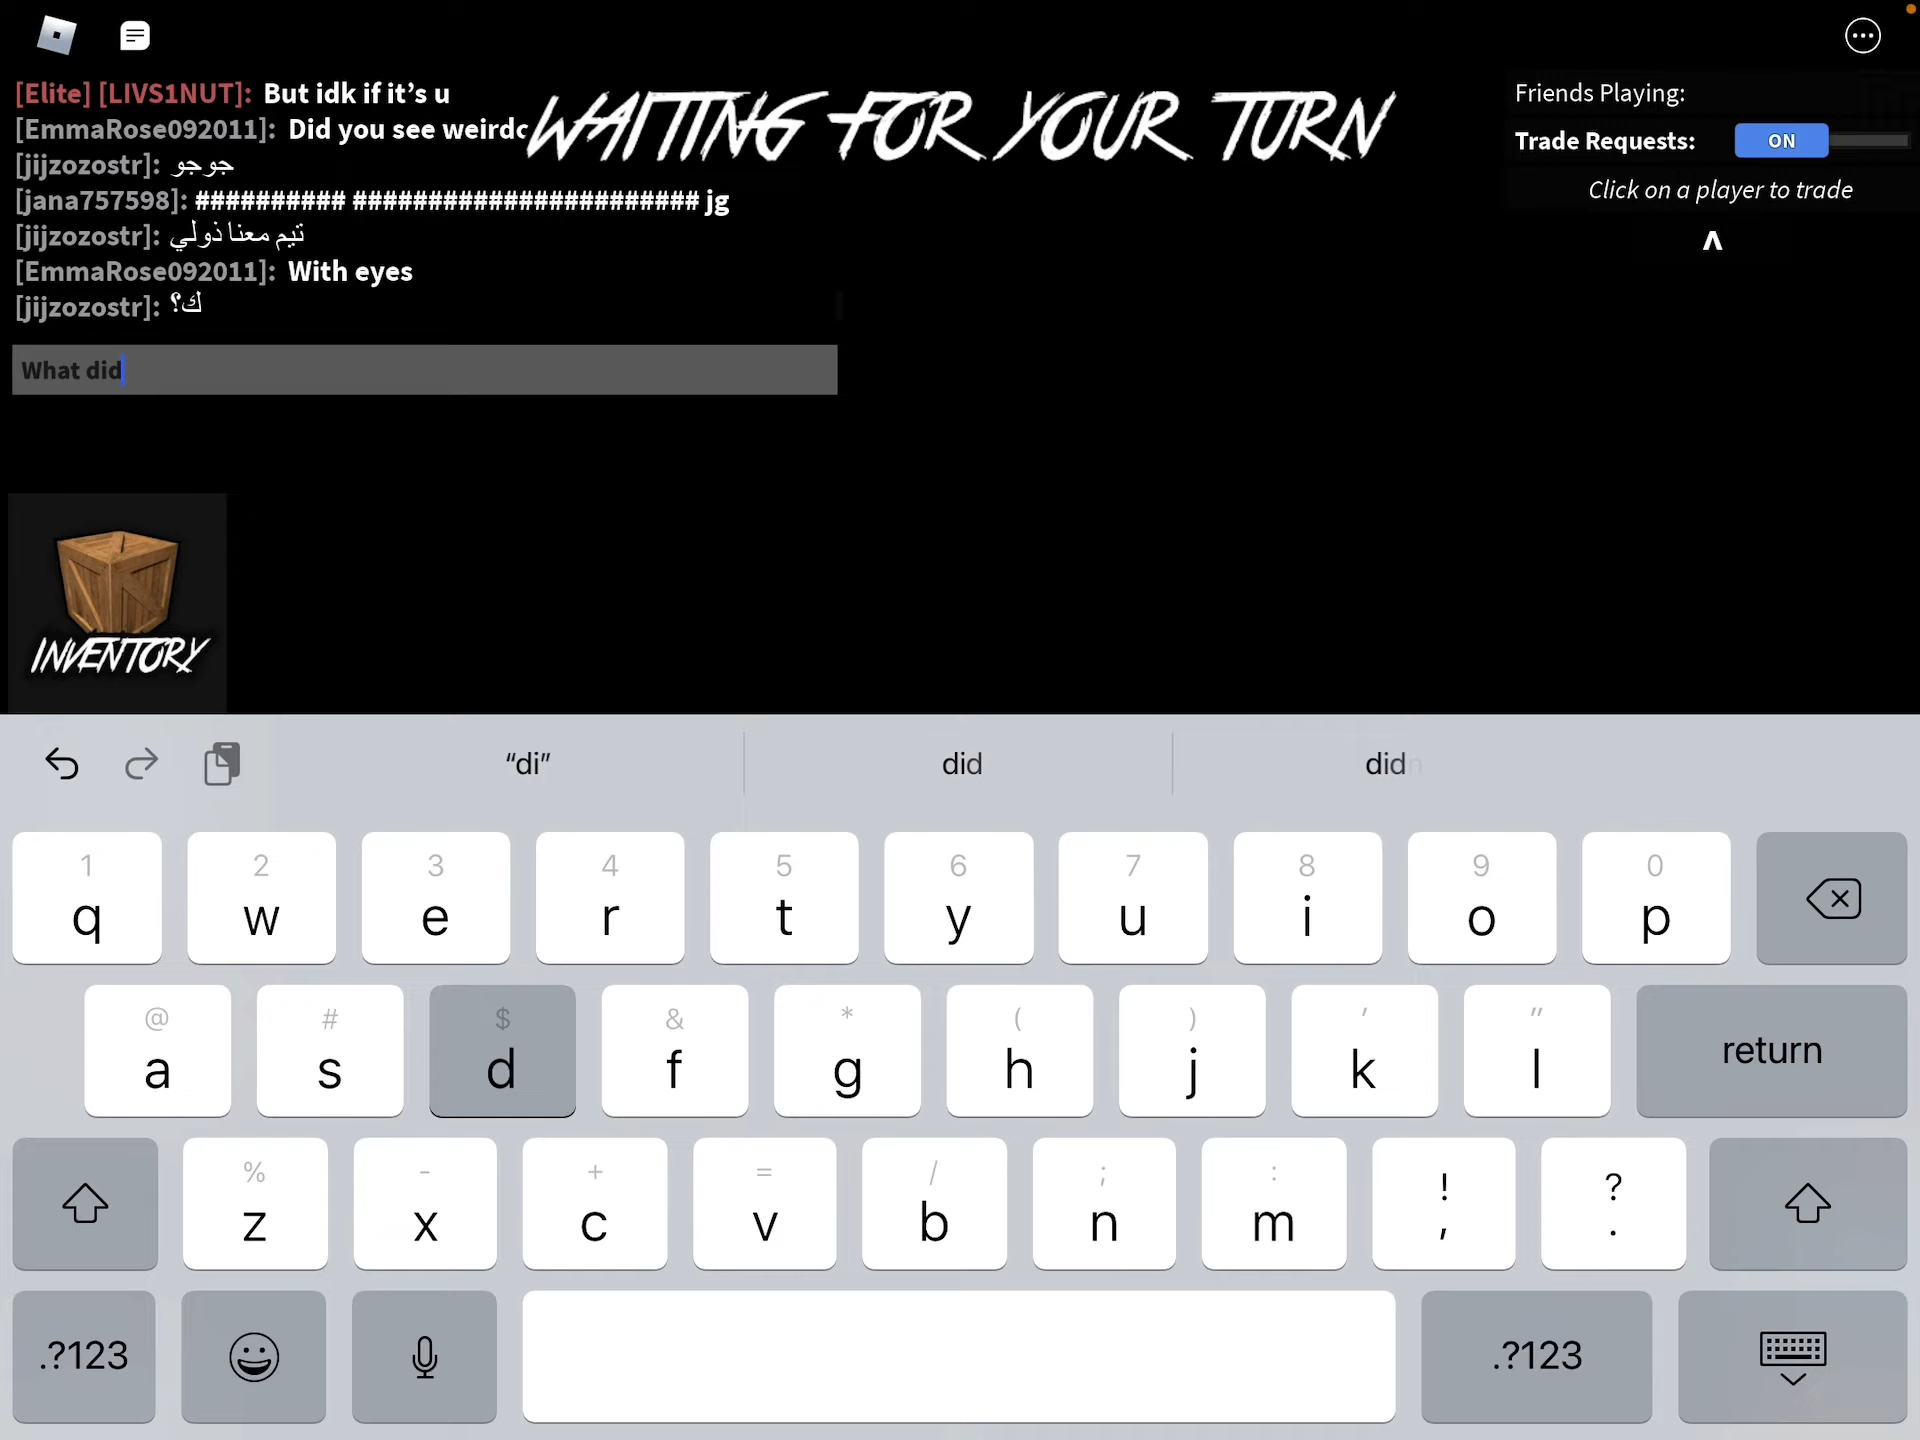 [Elite] [LIVS1NUT]: But idk if it’s u
[EmmaRose092011]: Did you see weirdo
[jijzozostr]: جوجو
[jana757598]: ########## ####################### jg
[jijzozostr]: تيم معنا ذولي
[EmmaRose092011]: With eyes
[jijzozostr]: ك؟
What did
WAITING FOR YOUR TURN
Friends Playing:
Trade Requests: ON
Click on a player to trade
INVENTORY
“di” did didn
1 2 3 4 5 6 7 8 9 0
q w e r t y u i o p
@ # $ & * ( ) ' "
a s d f g h j k l return
% - + = / ; : ! ?
z x c v b n m , .
.?123 .?123